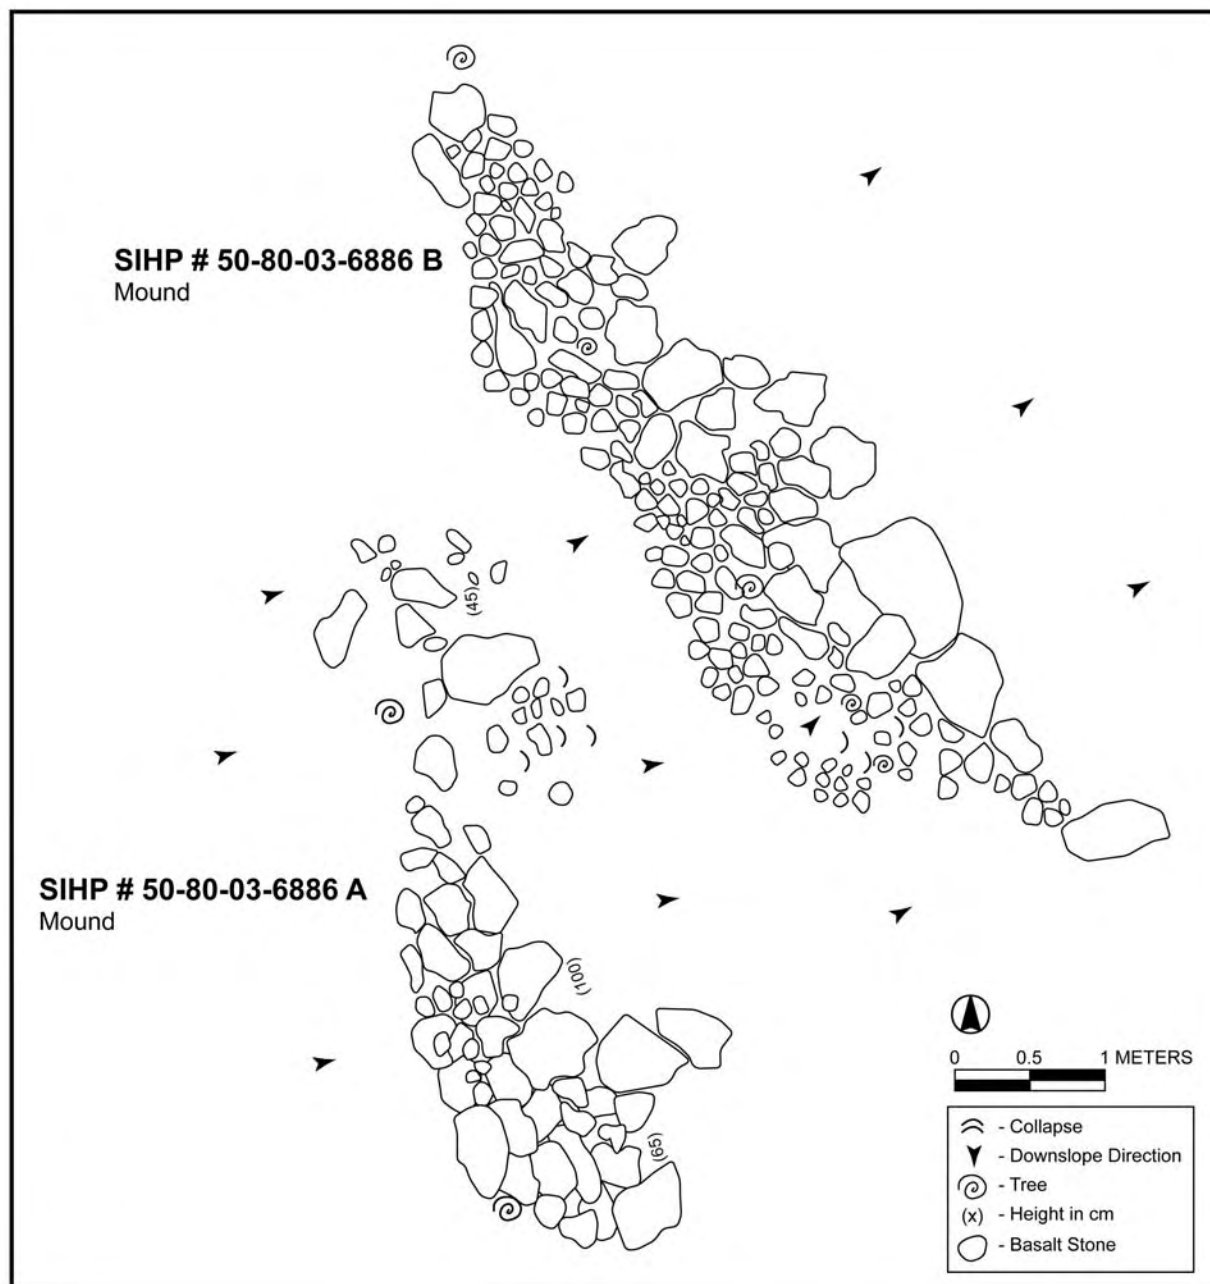 SIHP # 50-80-03-6886 B
Mound
(45)
SIHP # 50-80-03-6886 A
Mound
(100)
(65)
0 0.5 1 METERS
- Collapse
- Downslope Direction
- Tree
(x) - Height in cm
- Basalt Stone